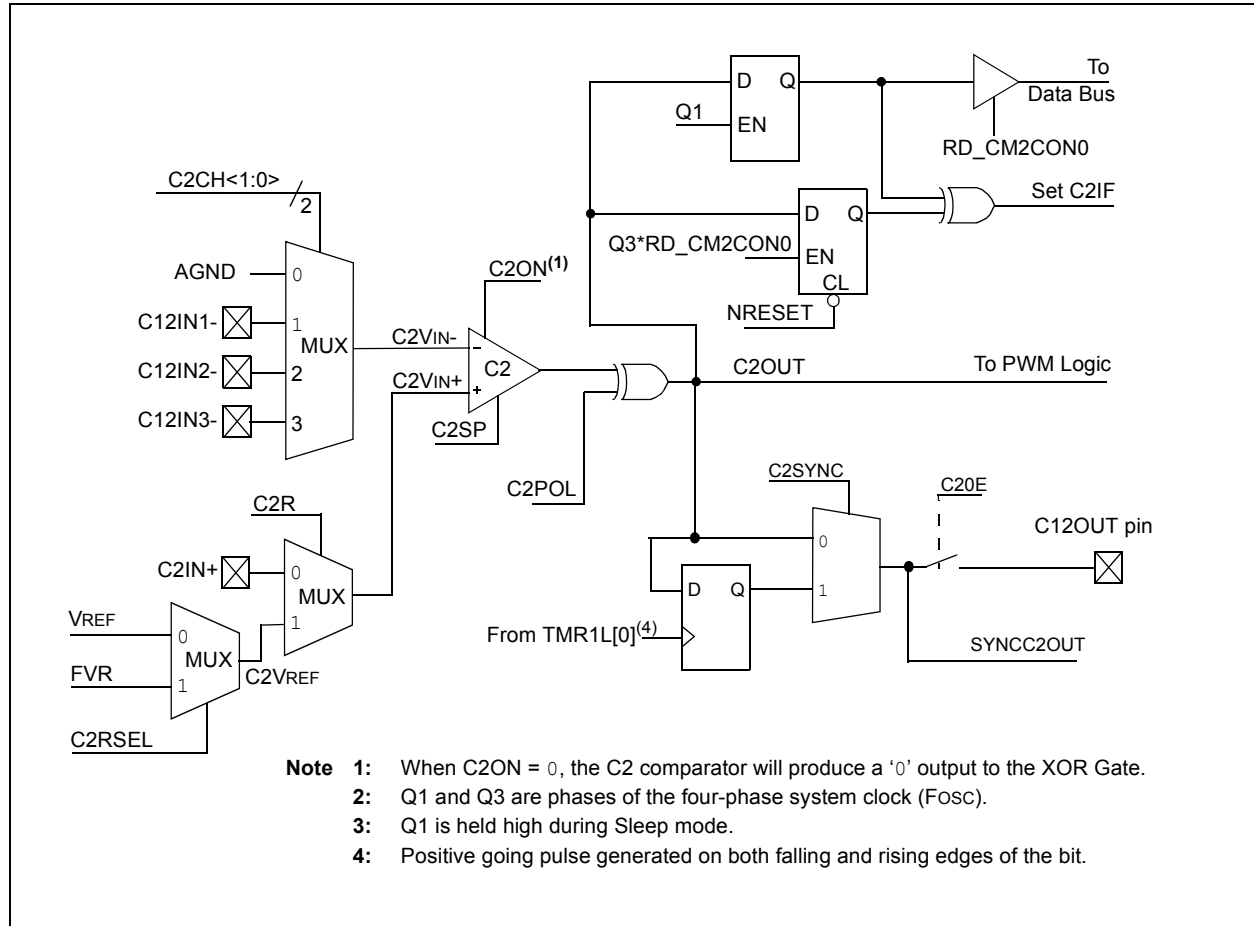 D Q
Q1
EN
To
Data Bus
RD_CM2CON0
C2CH<1:0>
2
D Q
Set C2IF
Q3*RD_CM2CON0
EN
CL
NRESET
AGND
0
C12IN1-
1
C12IN2-
2
C12IN3-
3
MUX
C2ON(1)
C2VIN-
-
C2VIN+
+
C2
C2SP
C2POL
C2OUT
To PWM Logic
C2R
C2IN+
0
MUX
1
VREF
0
FVR
1
MUX
C2VREF
C2RSEL
C2SYNC
0
1
D Q
From TMR1L[0](4)
C20E
C12OUT pin
SYNCC2OUT
Note 1: When C2ON = 0, the C2 comparator will produce a ‘0’ output to the XOR Gate.
2: Q1 and Q3 are phases of the four-phase system clock (FOSC).
3: Q1 is held high during Sleep mode.
4: Positive going pulse generated on both falling and rising edges of the bit.